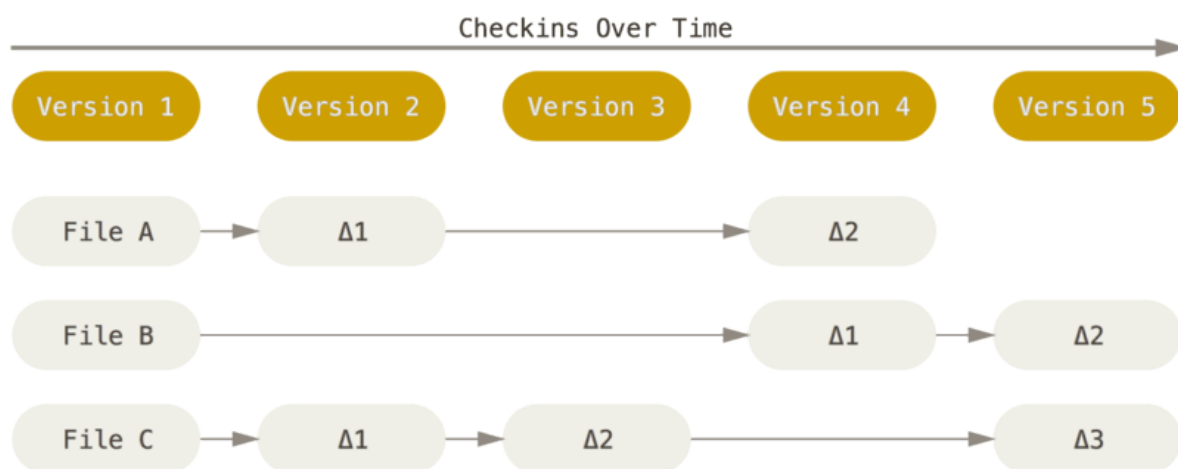 Checkins Over Time
Version 1 Version 2 Version 3 Version 4 Version 5
File A Δ1 Δ2
File B Δ1 Δ2
File C Δ1 Δ2 Δ3